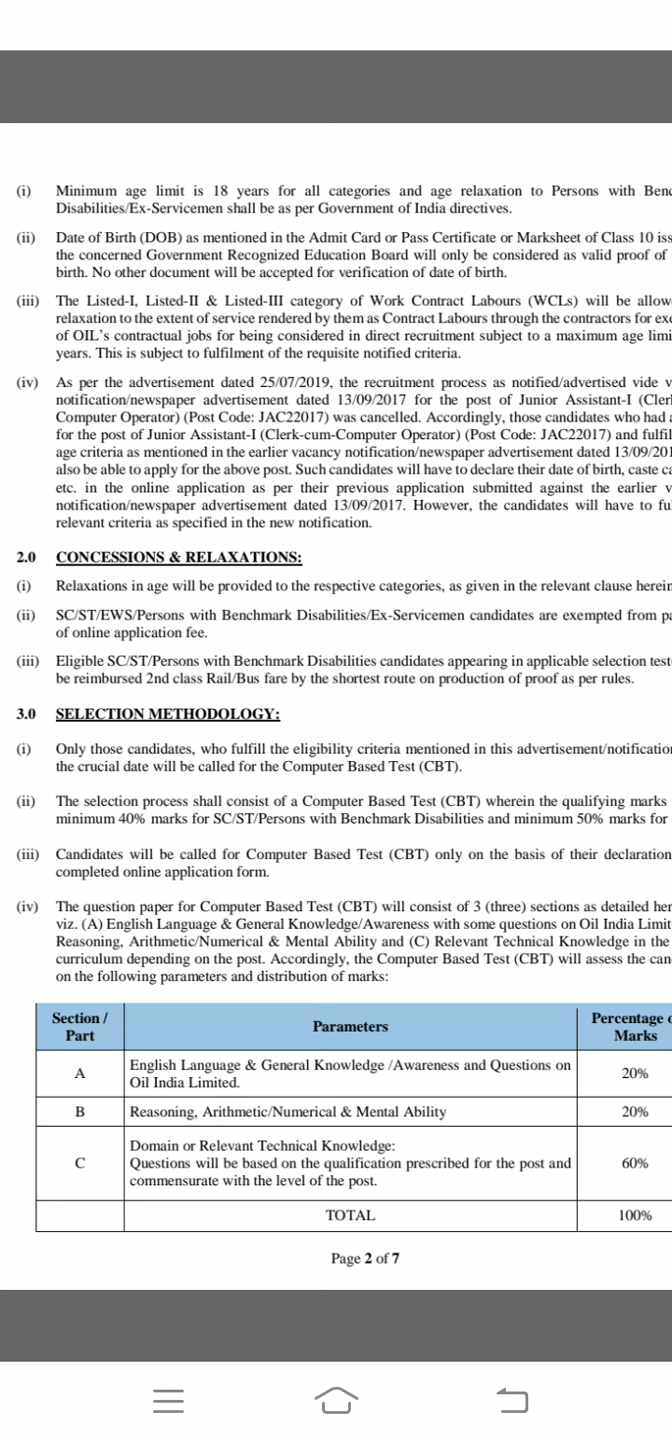 (i) Minimum age limit is 18 years for all categories and age relaxation to Persons with
Disabilities/Ex-Servicemen shall be as per Government of India directives.
(ii) Date of Birth (DOB) as mentioned in the Admit Card or Pass Certificate or Marksheet of Class 10
the concerned Government Recognized Education Board will only be considered as valid proof of
birth. No other document will be accepted for verification of date of birth.
(iii) The Listed-I, Listed-II & Listed-III category of Work Contract Labours (WCLs) will be
relaxation to the extent of service rendered by them as Contract Labours through the contractors for
of OIL's contractual jobs for being considered in direct recruitment subject to a maximum age
years. This is subject to fulfilment of the requisite notified criteria.
(iv) As per the advertisement dated 25/07/2019, the recruitment process as notified/advertised vide
notification/newspaper advertisement dated 13/09/2017 for the post of Junior Assistant-I
Computer Operator) (Post Code: JAC22017) was cancelled. Accordingly, those candidates who had
for the post of Junior Assistant-I (Clerk-cum-Computer Operator) (Post Code: JAC22017) and
age criteria as mentioned in the earlier vacancy notification/newspaper advertisement dated
also be able to apply for the above post. Such candidates will have to declare their date of birth, caste
etc. in the online application as per their previous application submitted against the earlier
notification/newspaper advertisement dated 13/09/2017. However, the candidates will have to
relevant criteria as specified in the new notification.
2.0 CONCESSIONS & RELAXATIONS:
(i) Relaxations in age will be provided to the respective categories, as given in the relevant clause
(ii) SC/ST/EWS/Persons with Benchmark Disabilities/Ex-Servicemen candidates are exempted from
of online application fee.
(iii) Eligible SC/ST/Persons with Benchmark Disabilities candidates appearing in applicable selection
be reimbursed 2nd class Rail/Bus fare by the shortest route on production of proof as per rules.
3.0 SELECTION METHODOLOGY:
(i) Only those candidates, who fulfill the eligibility criteria mentioned in this
the crucial date will be called for the Computer Based Test (CBT).
(ii) The selection process shall consist of a Computer Based Test (CBT) wherein the qualifying marks
minimum 40% marks for SC/ST/Persons with Benchmark Disabilities and minimum 50% marks for
(iii) Candidates will be called for Computer Based Test (CBT) only on the basis of their declaration
completed online application form.
(iv) The question paper for Computer Based Test (CBT) will consist of 3 (three) sections as detailed
viz. (A) English Language & General Knowledge/Awareness with some questions on Oil India
Reasoning, Arithmetic/Numerical & Mental Ability and (C) Relevant Technical Knowledge in the
curriculum depending on the post. Accordingly, the Computer Based Test (CBT) will assess the
on the following parameters and distribution of marks:
Section / Part
Parameters
Percentage
Marks
A
English Language & General Knowledge /Awareness and Questions on
Oil India Limited.
20%
B
Reasoning, Arithmetic/Numerical & Mental Ability
20%
C
Domain or Relevant Technical Knowledge:
Questions will be based on the qualification prescribed for the post and
commensurate with the level of the post.
60%
TOTAL
100%
Page 2 of 7